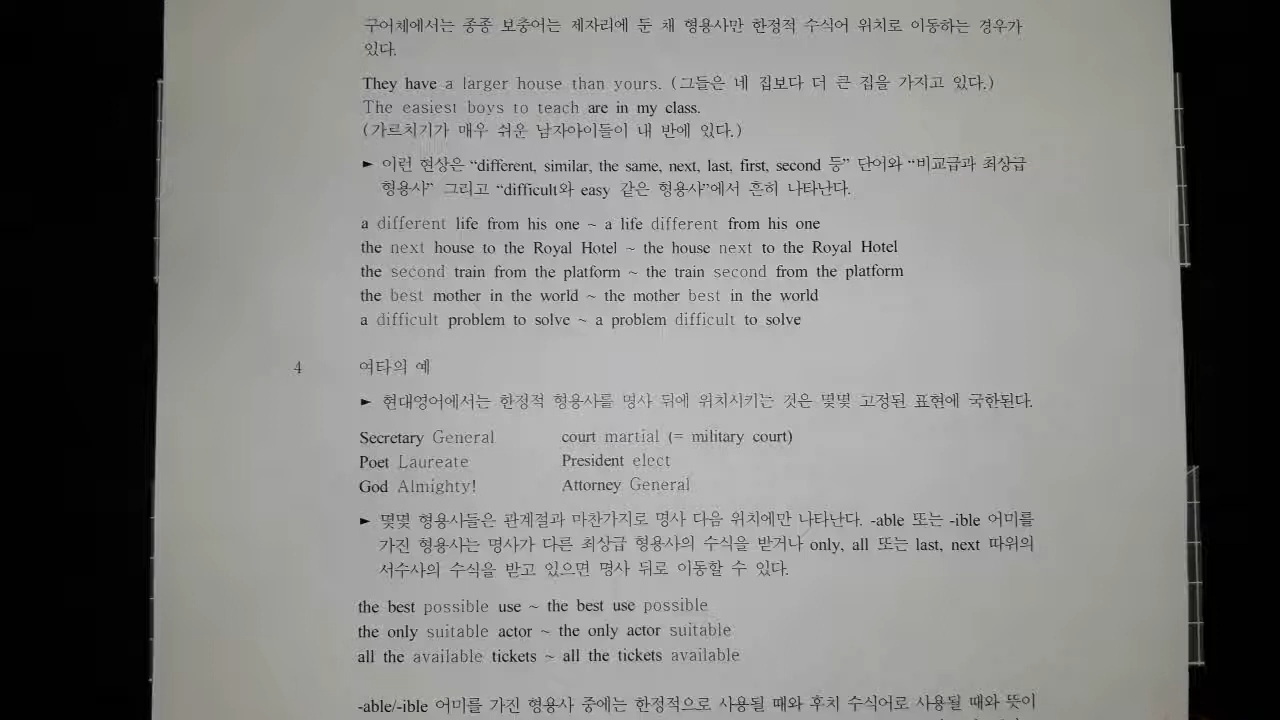 구어체에서는 종종 보충어는 제자리에 둔 채 형용사만 한정적 수식어 위치로 이동하는 경우가
있다.
They have a larger house than yours. (그들은 네 집보다 더 큰 집을 가지고 있다.)
The easiest boys to teach are in my class.
(가르치기가 매우 쉬운 남자아이들이 내 반에 있다.)
► 이런 현상은 “different, similar, the same, next, last, first, second 등” 단어와 “비교급과 최상급
형용사” 그리고 “difficult와 easy 같은 형용사”에서 흔히 나타난다.
a different life from his one ~ a life different from his one
the next house to the Royal Hotel ~ the house next to the Royal Hotel
the second train from the platform ~ the train second from the platform
the best mother in the world ~ the mother best in the world
a difficult problem to solve ~ a problem difficult to solve
4 여타의 예
► 현대영어에서는 한정적 형용사를 명사 뒤에 위치시키는 것은 몇몇 고정된 표현에 국한된다.
Secretary General court martial (= military court)
Poet Laureate President elect
God Almighty! Attorney General
► 몇몇 형용사들은 관계절과 마찬가지로 명사 다음 위치에만 나타난다. -able 또는 -ible 어미를
가진 형용사는 명사가 다른 최상급 형용사의 수식을 받거나 only, all 또는 last, next 따위의
서수사의 수식을 받고 있으면 명사 뒤로 이동할 수 있다.
the best possible use ~ the best use possible
the only suitable actor ~ the only actor suitable
all the available tickets ~ all the tickets available
-able/-ible 어미를 가진 형용사 중에는 한정적으로 사용될 때와 후치 수식어로 사용될 때와 뜻이